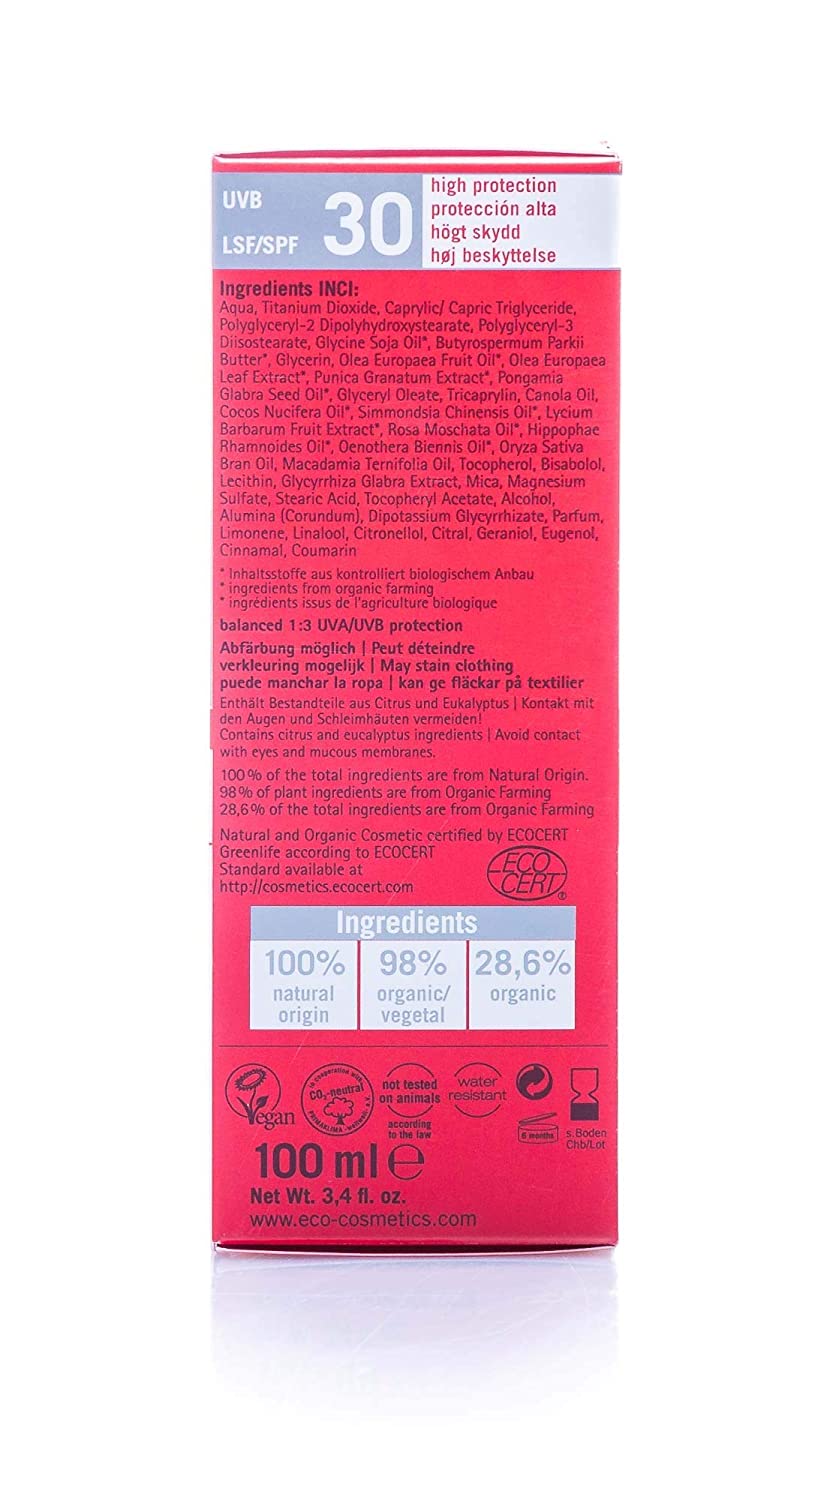 UVB
LSF/SPF
30
high protection
protección alta
högt skydd
høj beskyttelse
Ingredients INCI:
Aqua, Titanium Dioxide, Caprylic/ Capric Triglyceride,
Polyglyceryl-2 Dipolyhydroxystearate, Polyglyceryl-3
Diisostearate, Glycine Soja Oil*, Butyrospermum Parkii
Butter*, Glycerin, Olea Europaea Fruit Oil*, Olea Europaea
Leaf Extract*, Punica Granatum Extract*, Pongamia
Glabra Seed Oil*, Glyceryl Oleate, Tricaprylin, Canola Oil,
Cocos Nucifera Oil*, Simmondsia Chinensis Oil*, Lycium
Barbarum Fruit Extract*, Rosa Moschata Oil*, Hippophae
Rhamnoides Oil*, Oenothera Biennis Oil*, Oryza Sativa
Bran Oil, Macadamia Ternifolia Oil, Tocopherol, Bisabolol,
Lecithin, Glycyrrhiza Glabra Extract, Mica, Magnesium
Sulfate, Stearic Acid, Tocopheryl Acetate, Alcohol,
Alumina (Corundum), Dipotassium Glycyrrhizate, Parfum,
Limonene, Linalool, Citronellol, Citral, Geraniol, Eugenol,
Cinnamal, Coumarin
* Inhaltsstoffe aus kontrolliert biologischem Anbau
* ingredients from organic farming
* ingrédients issus de l'agriculture biologique
balanced 1:3 UVA/UVB protection
Abfärbung möglich | Peut déteindre
verkleuring mogelijk | May stain clothing
puede manchar la ropa | kan ge fläckar på textilier
Enthält Bestandteile aus Citrus und Eukalyptus | Kontakt mit
den Augen und Schleimhäuten vermeiden!
Contains citrus and eucalyptus ingredients | Avoid contact
with eyes and mucous membranes.
100% of the total ingredients are from Natural Origin.
98% of plant ingredients are from Organic Farming
28,6% of the total ingredients are from Organic Farming
Natural and Organic Cosmetic certified by ECOCERT
Greenlife according to ECOCERT
Standard available at
http://cosmetics.ecocert.com
ECO
CERT
®
Ingredients
100%
natural
origin
98%
organic/
vegetal
28,6%
organic
Vegan
in cooperation with
CO₂-neutral
PRIMAKLIMA -weltweit- e.V.
not tested
on animals
according
to the law
water
resistant
6 months
s. Boden
Chb/Lot
100 ml ℮
Net Wt. 3,4 fl. oz.
www.eco-cosmetics.com